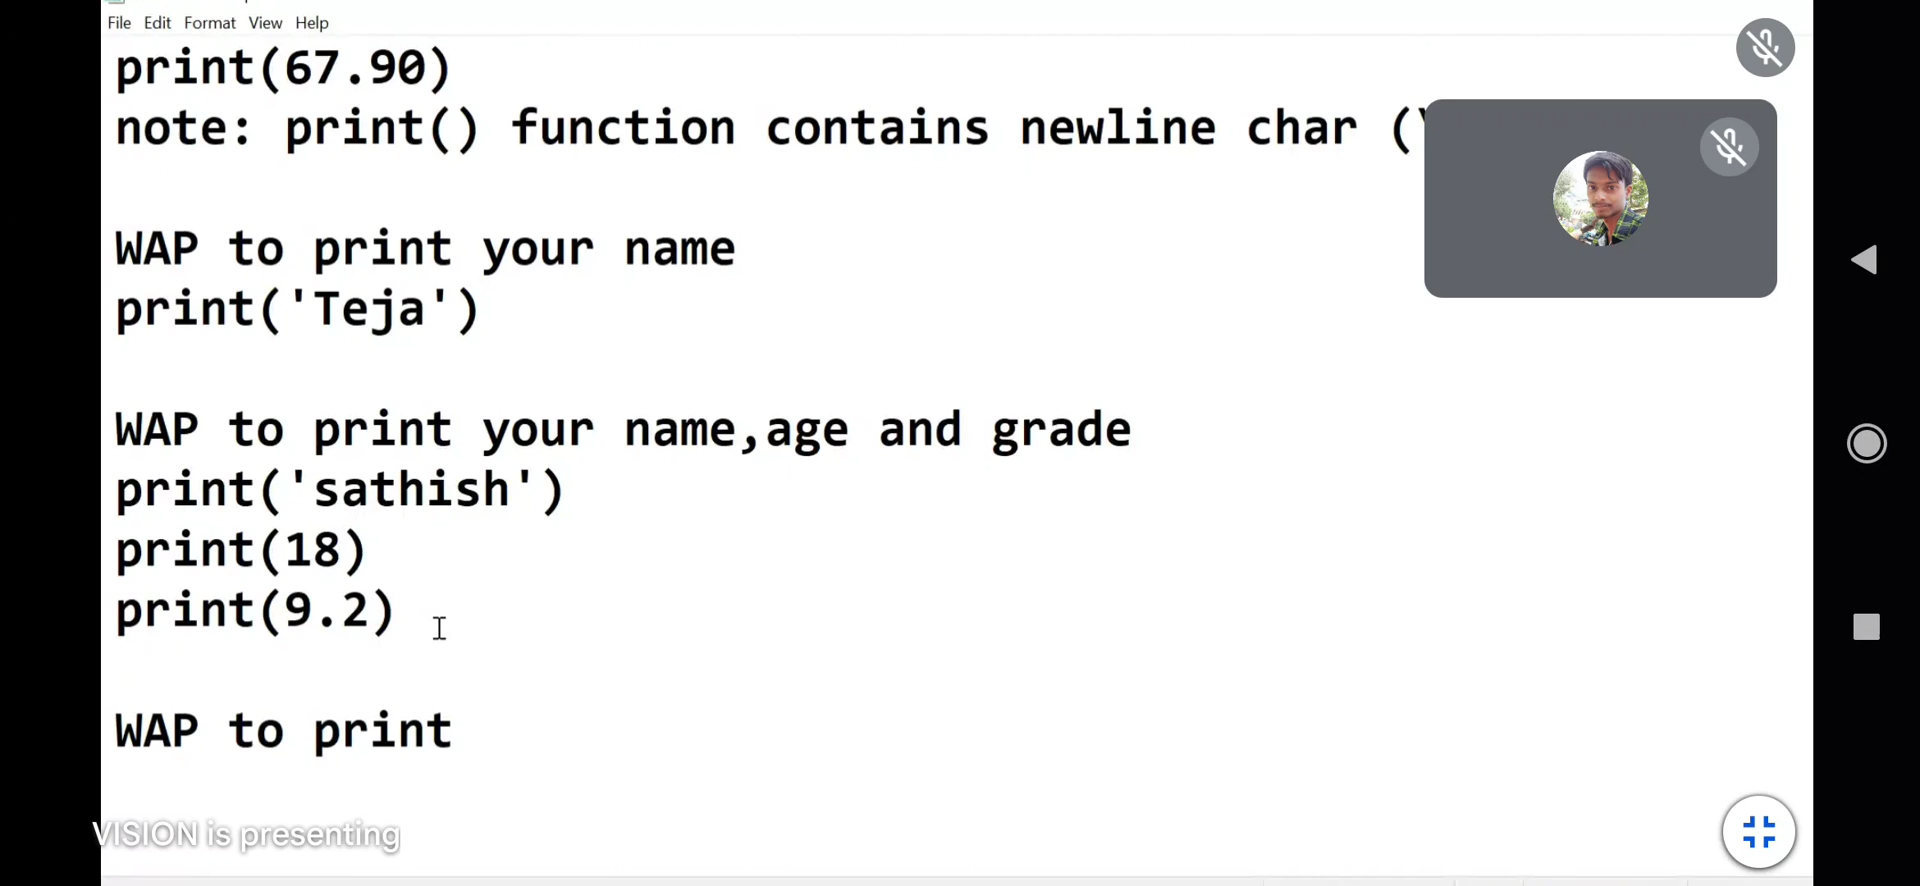 File Edit Format View Help
print(67.90)
note: print() function contains newline char (
WAP to print your name
print('Teja')
WAP to print your name,age and grade
print('sathish')
print(18)
print(9.2)
WAP to print
VISION is presenting